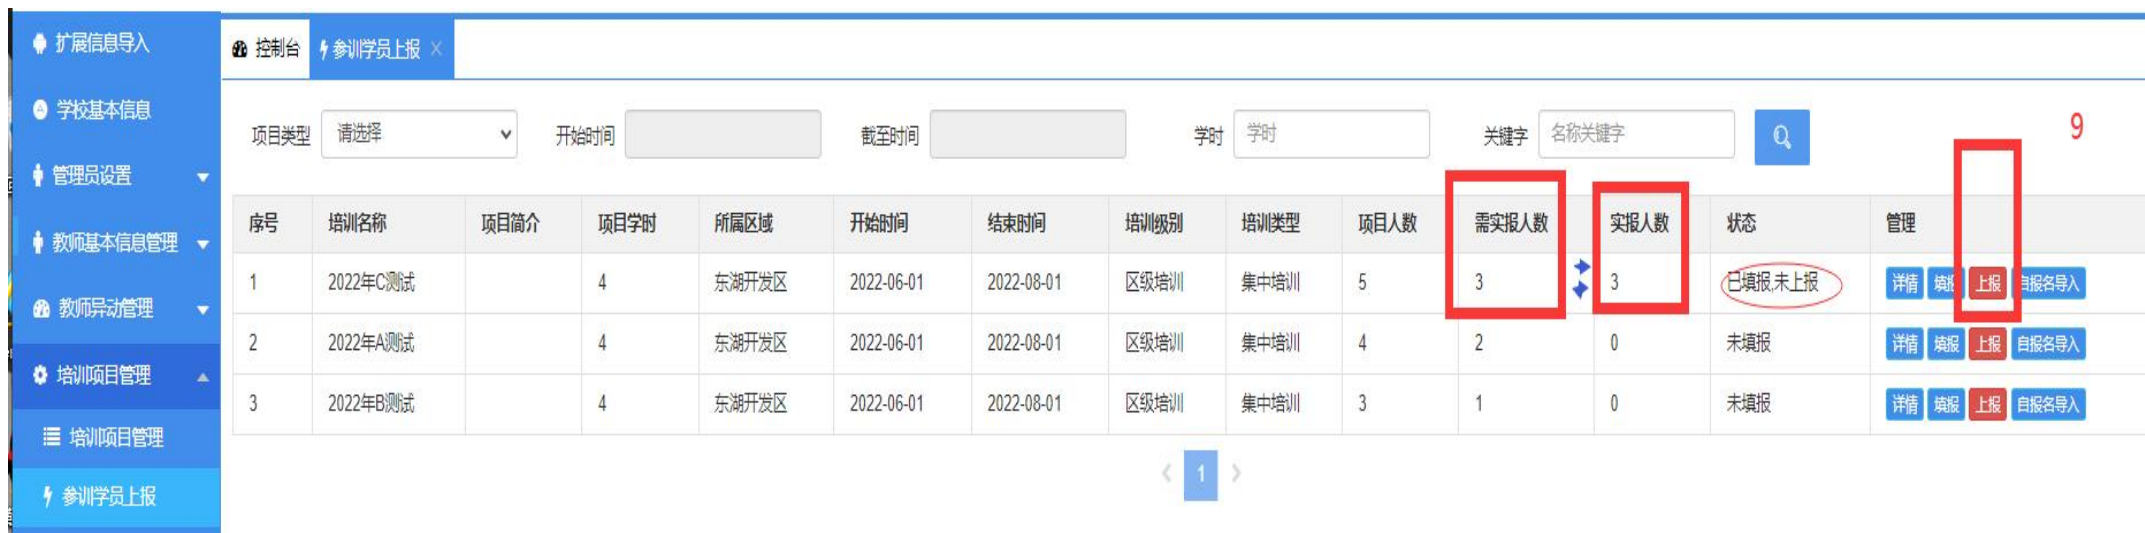 扩展信息导入
学校基本信息
管理员设置
教师基本信息管理
教师异动管理
培训项目管理
培训项目管理
参训学员上报
控制台 参训学员上报
项目类型 请选择 开始时间 截至时间 学时 学时 关键字 名称关键字
9
序号 培训名称 项目简介 项目学时 所属区域 开始时间 结束时间 培训级别 培训类型 项目人数 需实报人数 实报人数 状态 管理
1 2022年C测试 4 东湖开发区 2022-06-01 2022-08-01 区级培训 集中培训 5 3 3 已填报,未上报 详情 填报 上报 自报名导入
2 2022年A测试 4 东湖开发区 2022-06-01 2022-08-01 区级培训 集中培训 4 2 0 未填报 详情 填报 上报 自报名导入
3 2022年B测试 4 东湖开发区 2022-06-01 2022-08-01 区级培训 集中培训 3 1 0 未填报 详情 填报 上报 自报名导入
1